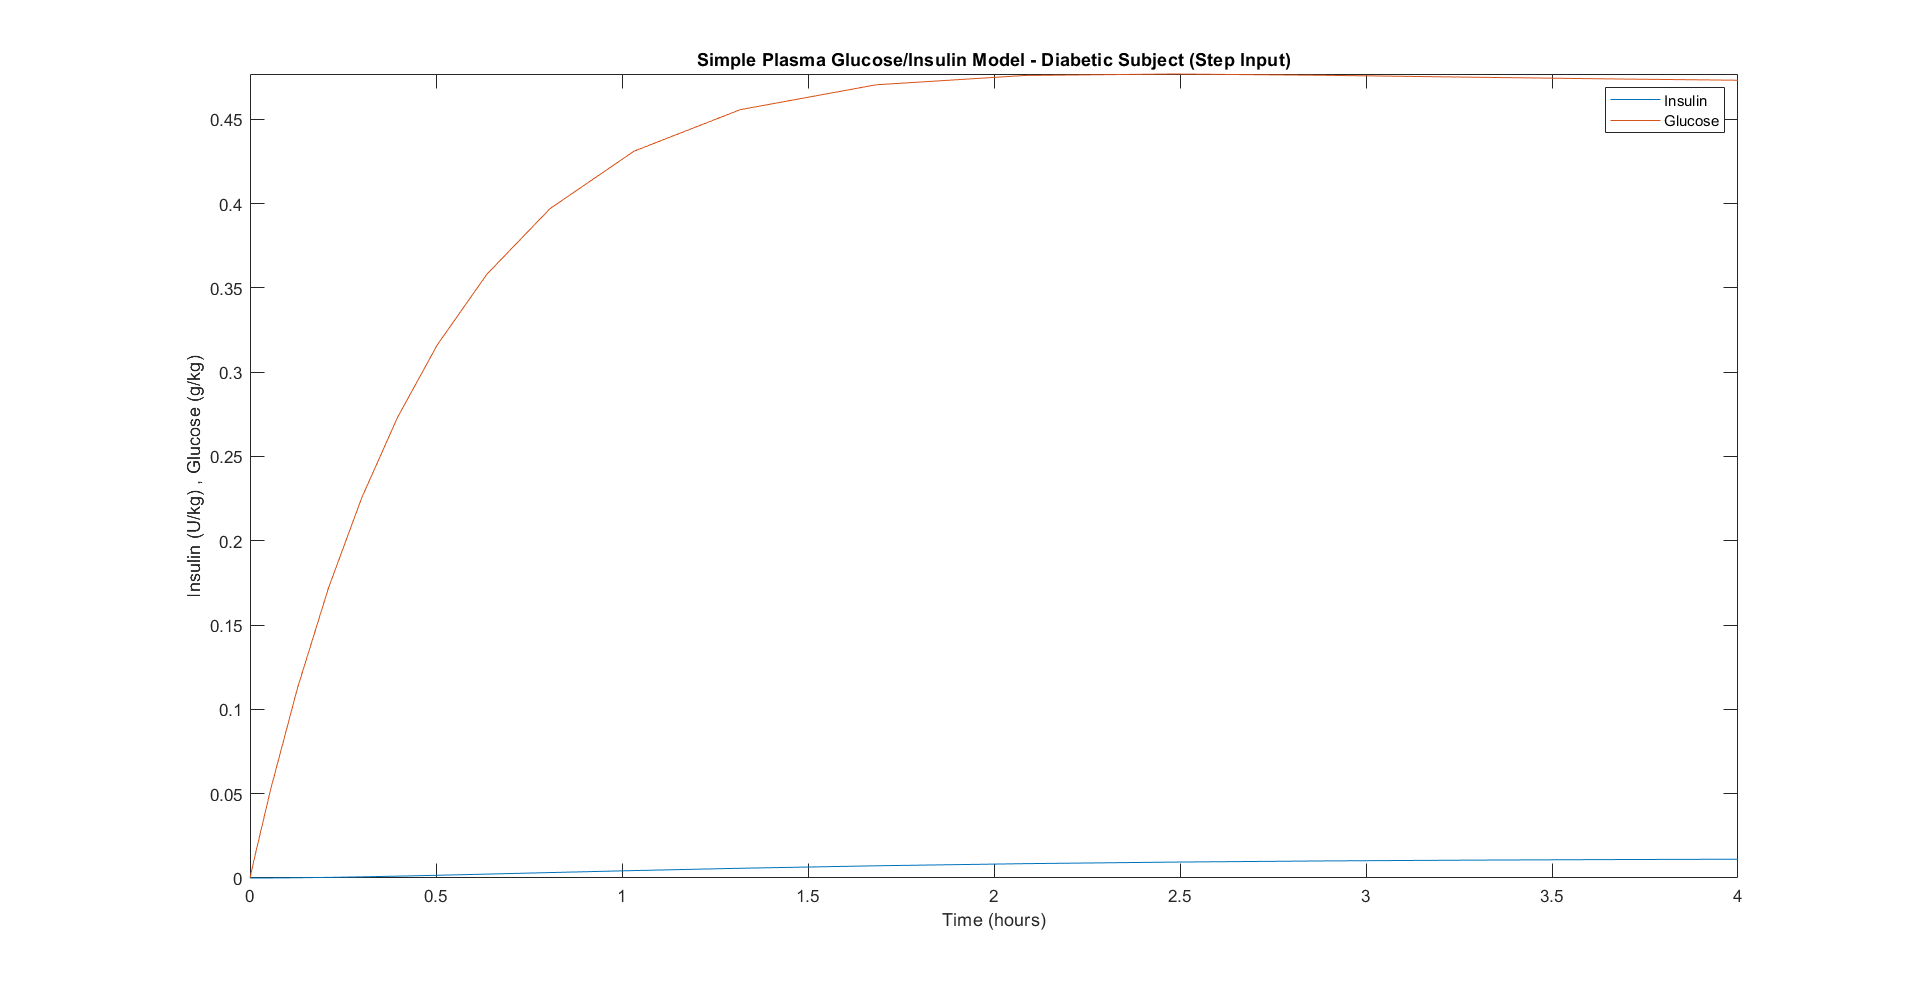 Simple Plasma Glucose/Insulin Model - Diabetic Subject (Step Input)
Insulin
Glucose
Insulin (U/kg) , Glucose (g/kg)
0.45
0.4
0.35
0.3
0.25
0.2
0.15
0.1
0.05
0
0 0.5 1 1.5 2 2.5 3 3.5 4
Time (hours)